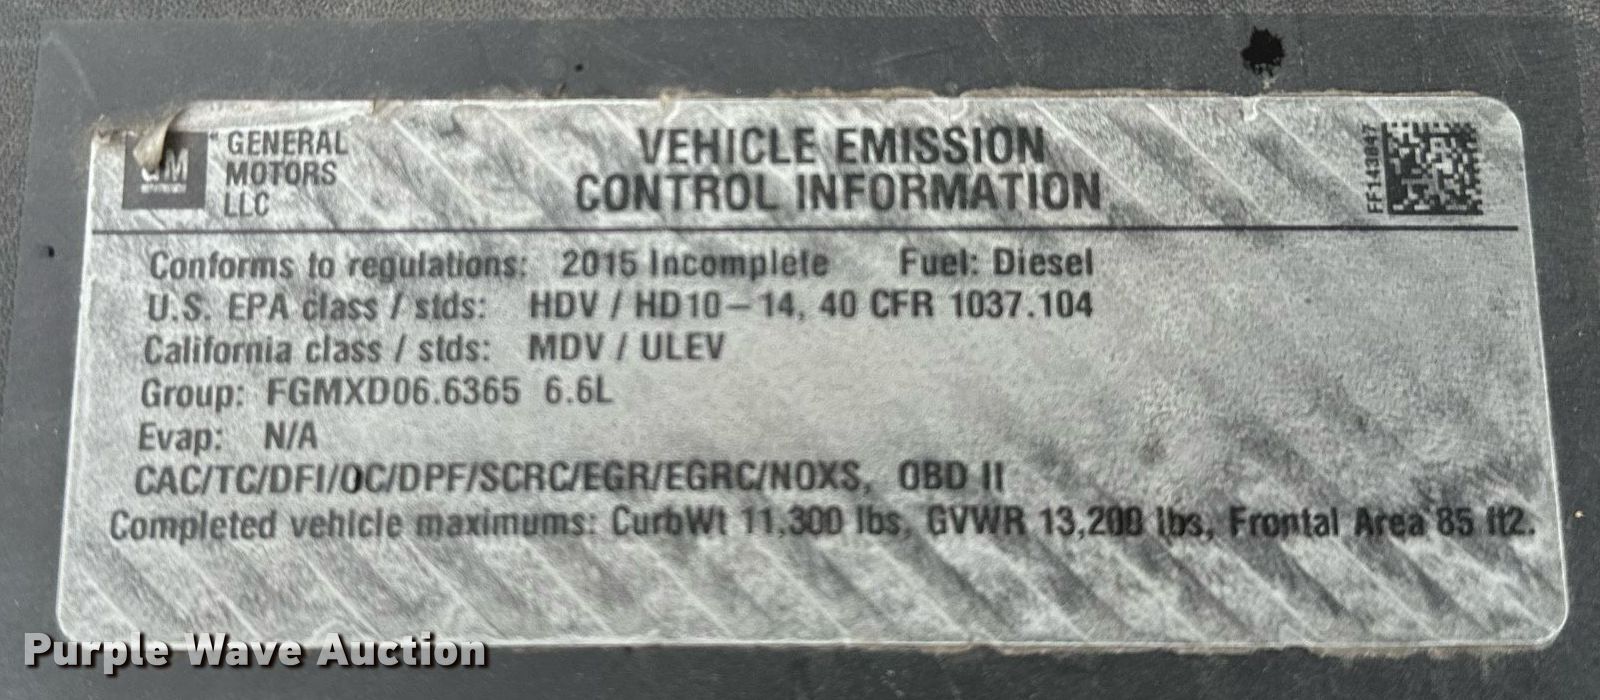 GM
GENERAL
MOTORS
LLC
VEHICLE EMISSION
CONTROL INFORMATION
FF143847
Conforms to regulations: 2015 Incomplete Fuel: Diesel
U.S. EPA class / stds: HDV / HD10-14, 40 CFR 1037.104
California class / stds: MDV / ULEV
Group: FGMXD06.6365 6.6L
Evap: N/A
CAC/TC/DFI/OC/DPF/SCRC/EGR/EGRC/NOXS, OBD II
Completed vehicle maximums: CurbWt 11,300 lbs, GVWR 13,200 lbs, Frontal Area 85 ft2.
Purple Wave Auction